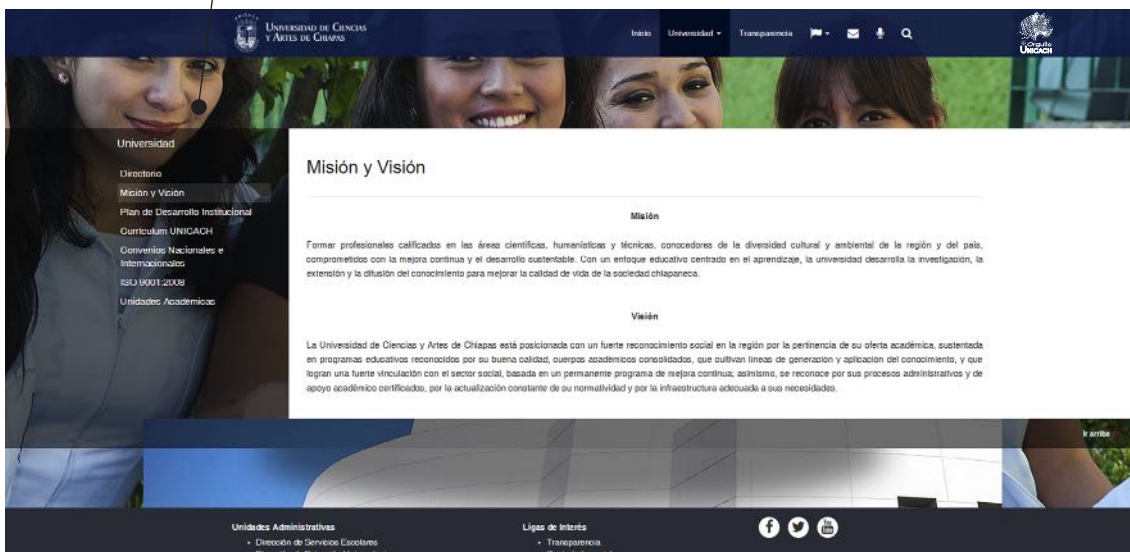 UNIVERSIDAD DE CIENCIAS
Y ARTES DE CHIAPAS
Inicio Universidad Transparencia
Orgullo
UNICACH
Universidad
Directorio
Misión y Visión
Plan de Desarrollo Institucional
Curriculum UNICACH
Convenios Nacionales e
Internacionales
ISO 9001:2008
Unidades Académicas
Misión y Visión
Misión
Formar profesionales calificados en las áreas científicas, humanísticas y técnicas, conocedores de la diversidad cultural y ambiental de la región y del país,
comprometidos con la mejora continua y el desarrollo sustentable. Con un enfoque educativo centrado en el aprendizaje, la universidad desarrolla la investigación, la
extensión y la difusión del conocimiento para mejorar la calidad de vida de la sociedad chiapaneca.
Visión
La Universidad de Ciencias y Artes de Chiapas está posicionada con un fuerte reconocimiento social en la región por la pertinencia de su oferta académica, sustentada
en programas educativos reconocidos por su buena calidad, cuerpos académicos consolidados, que cultivan líneas de generación y aplicación del conocimiento, y que
logran una fuerte vinculación con el sector social, basada en un permanente programa de mejora continua; asimismo, se reconoce por sus procesos administrativos y de
apoyo académico certificados, por la actualización constante de su normatividad y por la infraestructura adecuada a sus necesidades.
Ir arriba
Unidades Administrativas
Dirección de Servicios Escolares
Ligas de Interés
Transparencia